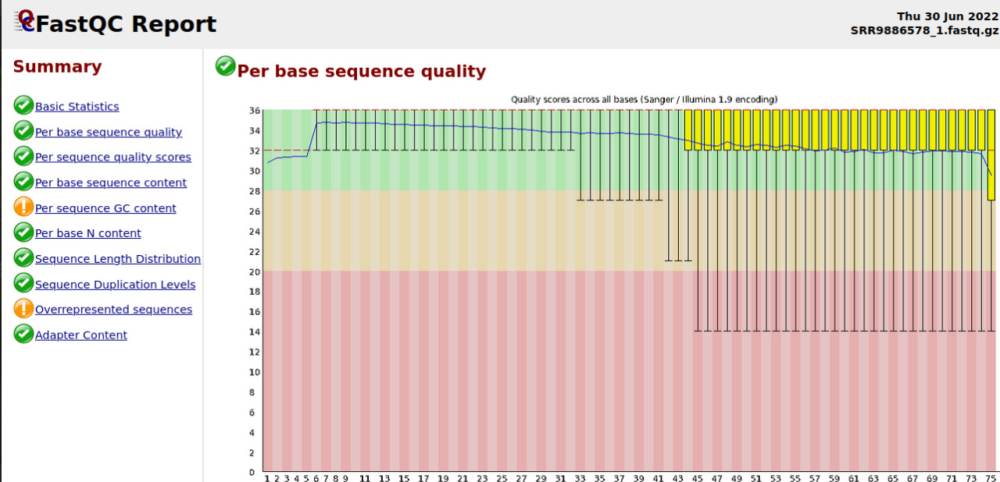 FastQC Report
Thu 30 Jun 2022
SRR9886578_1.fastq.gz
Summary
Basic Statistics
Per base sequence quality
Per sequence quality scores
Per base sequence content
Per sequence GC content
Per base N content
Sequence Length Distribution
Sequence Duplication Levels
Overrepresented sequences
Adapter Content
Per base sequence quality
Quality scores across all bases (Sanger / Illumina 1.9 encoding)
36
34
32
30
28
26
24
22
20
18
16
14
12
10
8
6
4
2
0
1 2 3 4 5 6 7 8 9 11 13 15 17 19 21 23 25 27 29 31 33 35 37 39 41 43 45 47 49 51 53 55 57 59 61 63 65 67 69 71 73 75